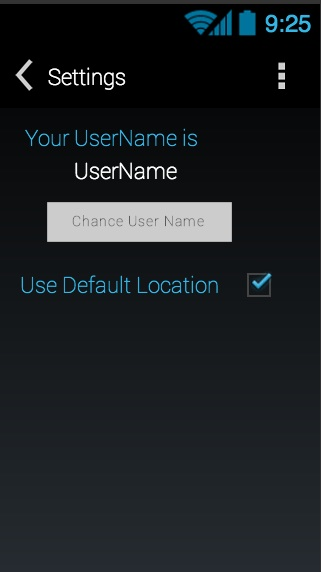 9:25
Settings
Your UserName is
UserName
Chance User Name
Use Default Location